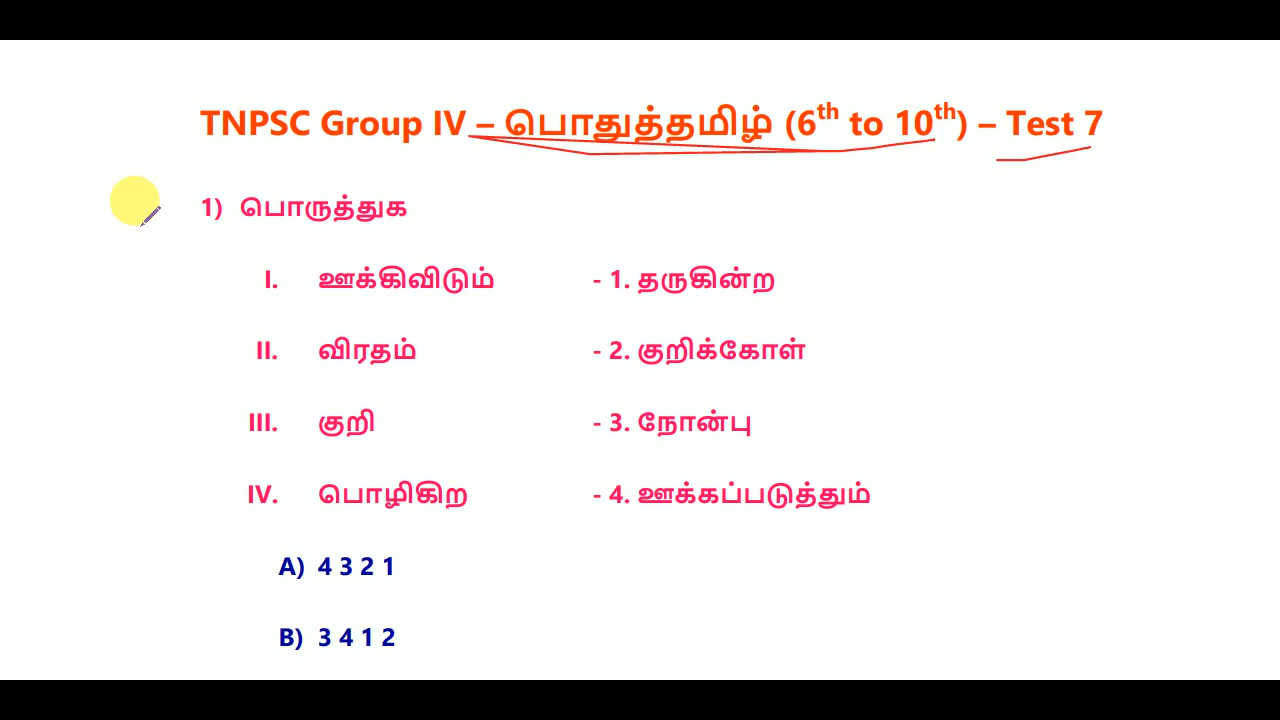 TNPSC Group IV – பொதுத்தமிழ் (6th to 10th) – Test 7
1) பொருத்துக
I. ஊக்கிவிடும் - 1. தருகின்ற
II. விரதம் - 2. குறிக்கோள்
III. குறி - 3. நோன்பு
IV. பொழிகிற - 4. ஊக்கப்படுத்தும்
A) 4 3 2 1
B) 3 4 1 2